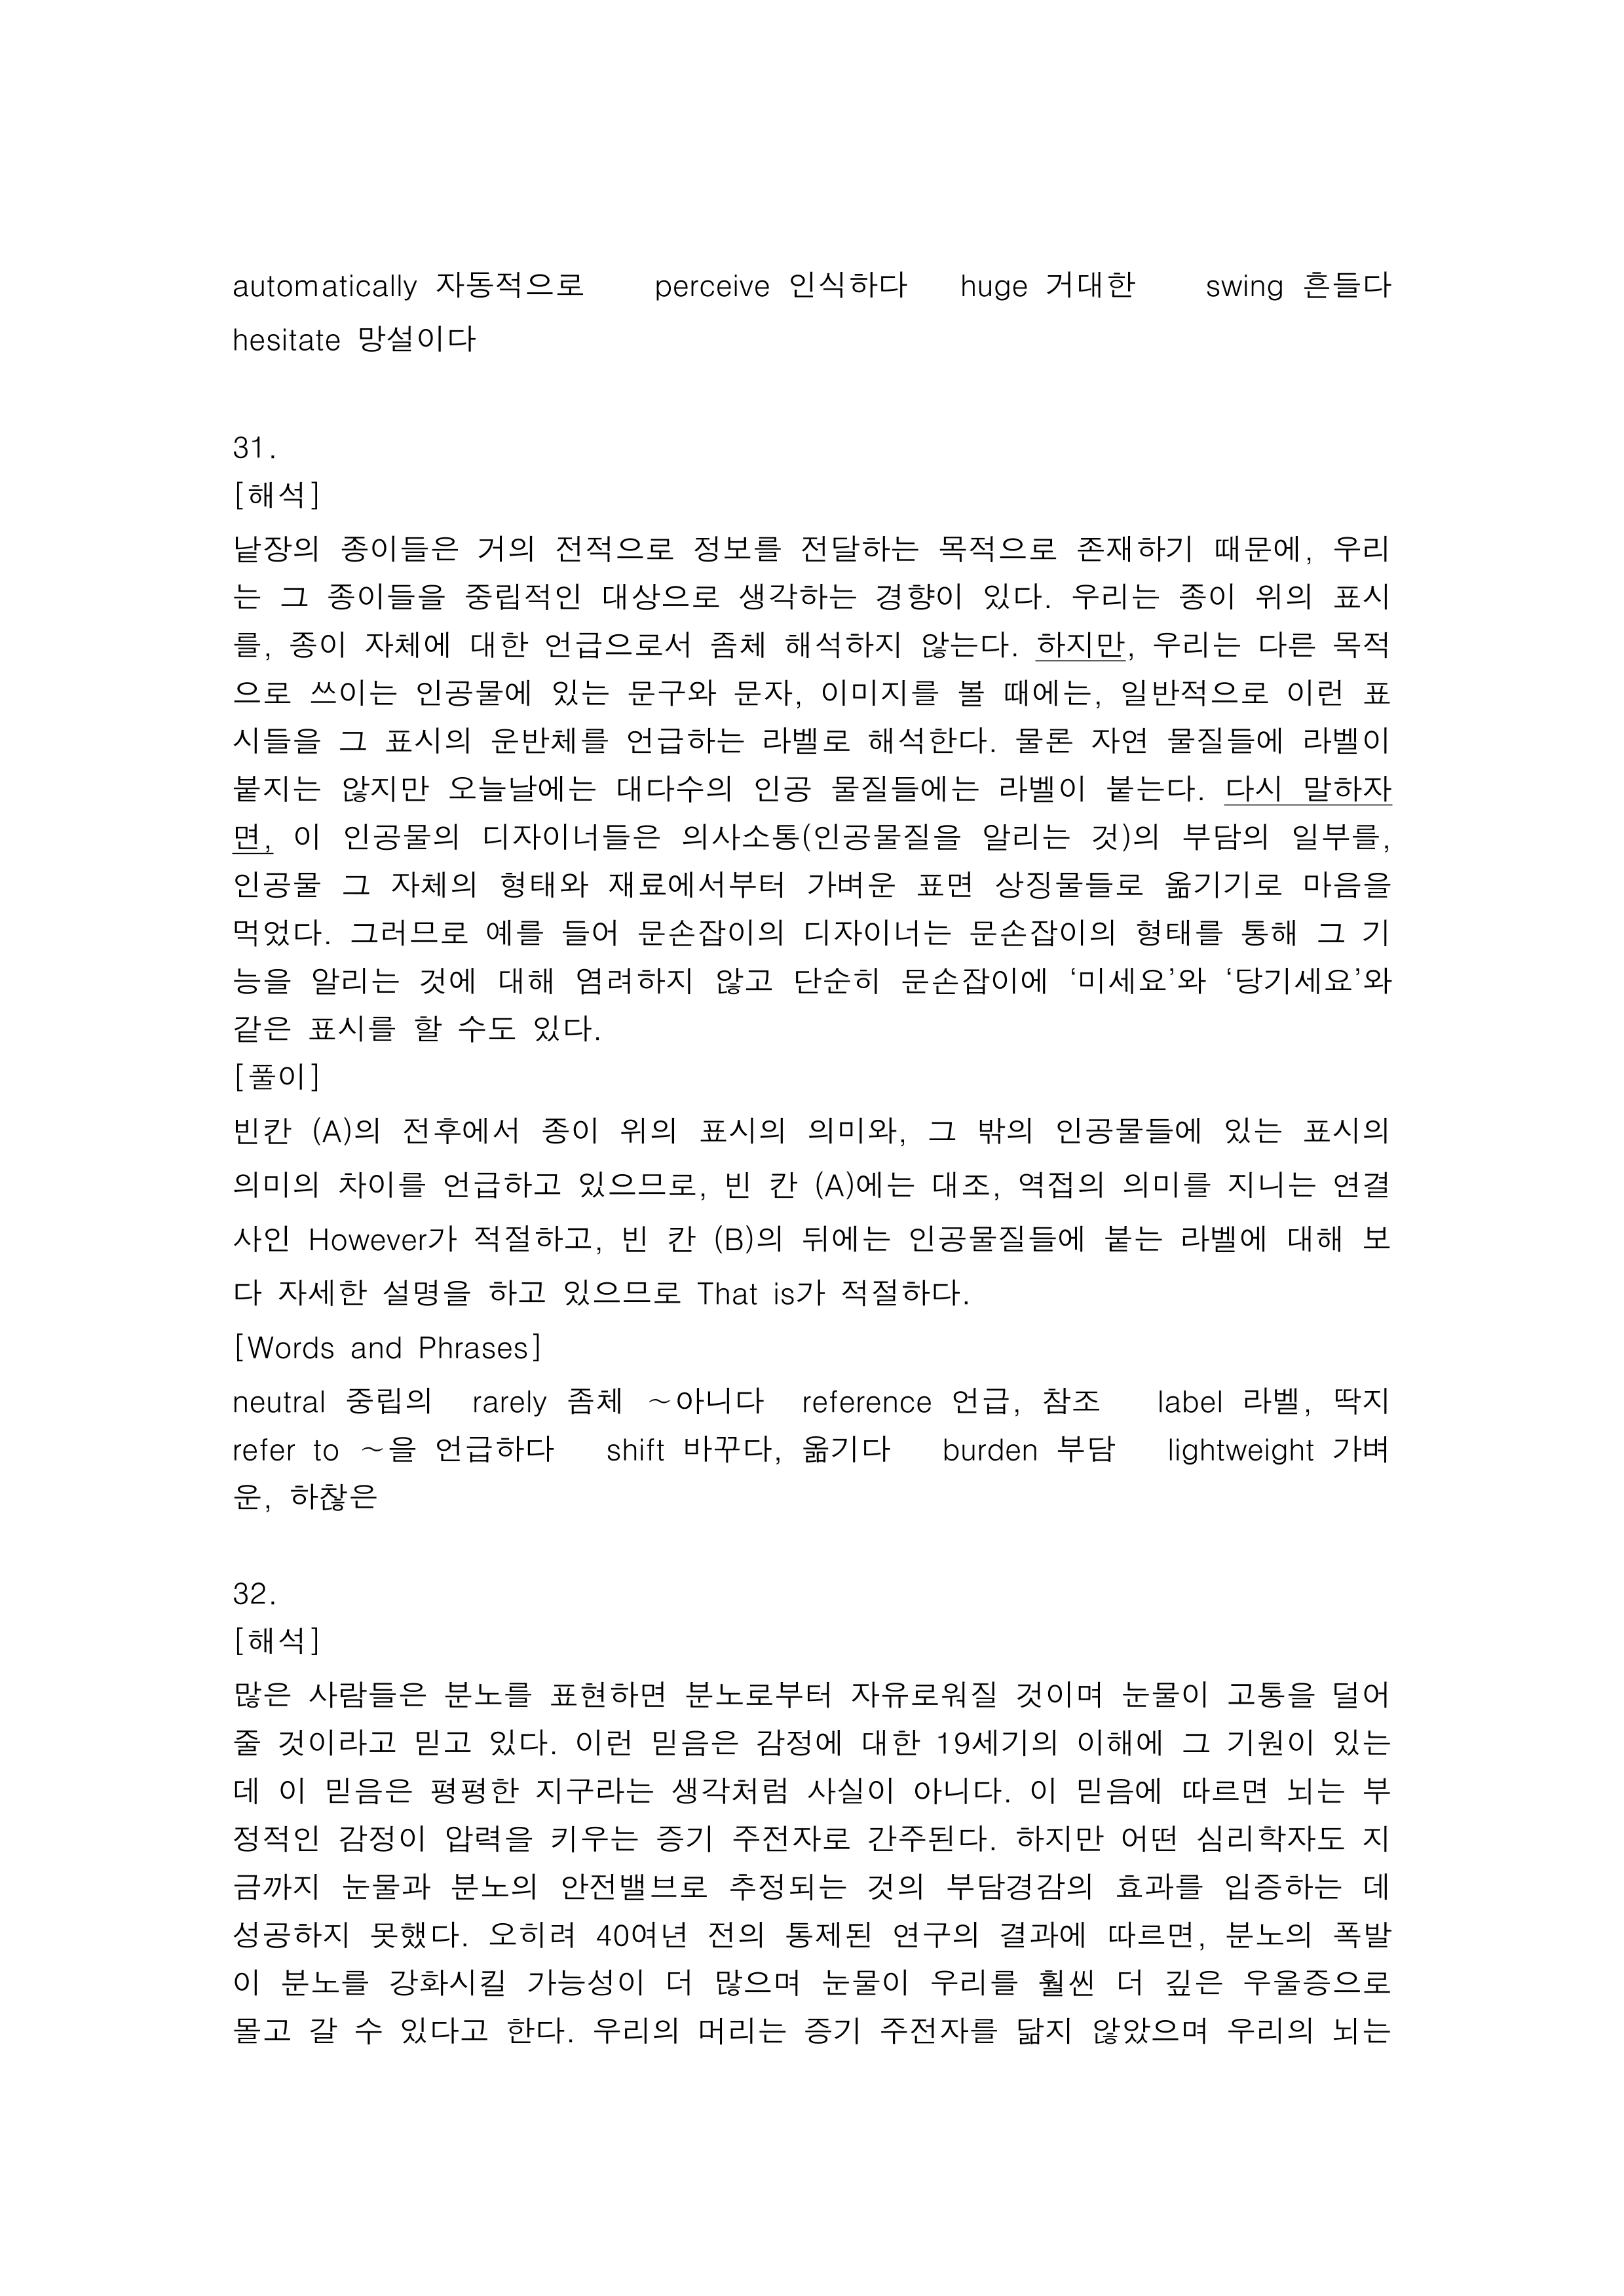 automatically 자동적으로 perceive 인식하다 huge 거대한 swing 흔들다
hesitate 망설이다
31.
[해석]
낱장의 종이들은 거의 전적으로 정보를 전달하는 목적으로 존재하기 때문에, 우리
는 그 종이들을 중립적인 대상으로 생각하는 경향이 있다. 우리는 종이 위의 표시
를, 종이 자체에 대한 언급으로서 좀체 해석하지 않는다. 하지만, 우리는 다른 목적
으로 쓰이는 인공물에 있는 문구와 문자, 이미지를 볼 때에는, 일반적으로 이런 표
시들을 그 표시의 운반체를 언급하는 라벨로 해석한다. 물론 자연 물질들에 라벨이
붙지는 않지만 오늘날에는 대다수의 인공 물질들에는 라벨이 붙는다. 다시 말하자
면, 이 인공물의 디자이너들은 의사소통(인공물질을 알리는 것)의 부담의 일부를,
인공물 그 자체의 형태와 재료에서부터 가벼운 표면 상징물들로 옮기기로 마음을
먹었다. 그러므로 예를 들어 문손잡이의 디자이너는 문손잡이의 형태를 통해 그 기
능을 알리는 것에 대해 염려하지 않고 단순히 문손잡이에 ‘미세요’와 ‘당기세요’와
같은 표시를 할 수도 있다.
[풀이]
빈칸 (A)의 전후에서 종이 위의 표시의 의미와, 그 밖의 인공물들에 있는 표시의
의미의 차이를 언급하고 있으므로, 빈 칸 (A)에는 대조, 역접의 의미를 지니는 연결
사인 However가 적절하고, 빈 칸 (B)의 뒤에는 인공물질들에 붙는 라벨에 대해 보
다 자세한 설명을 하고 있으므로 That is가 적절하다.
[Words and Phrases]
neutral 중립의 rarely 좀체 ~아니다 reference 언급, 참조 label 라벨, 딱지
refer to ~을 언급하다 shift 바꾸다, 옮기다 burden 부담 lightweight 가벼
운, 하찮은
32.
[해석]
많은 사람들은 분노를 표현하면 분노로부터 자유로워질 것이며 눈물이 고통을 덜어
줄 것이라고 믿고 있다. 이런 믿음은 감정에 대한 19세기의 이해에 그 기원이 있는
데 이 믿음은 평평한 지구라는 생각처럼 사실이 아니다. 이 믿음에 따르면 뇌는 부
정적인 감정이 압력을 키우는 증기 주전자로 간주된다. 하지만 어떤 심리학자도 지
금까지 눈물과 분노의 안전밸브로 추정되는 것의 부담경감의 효과를 입증하는 데
성공하지 못했다. 오히려 40여년 전의 통제된 연구의 결과에 따르면, 분노의 폭발
이 분노를 강화시킬 가능성이 더 많으며 눈물이 우리를 훨씬 더 깊은 우울증으로
몰고 갈 수 있다고 한다. 우리의 머리는 증기 주전자를 닮지 않았으며 우리의 뇌는